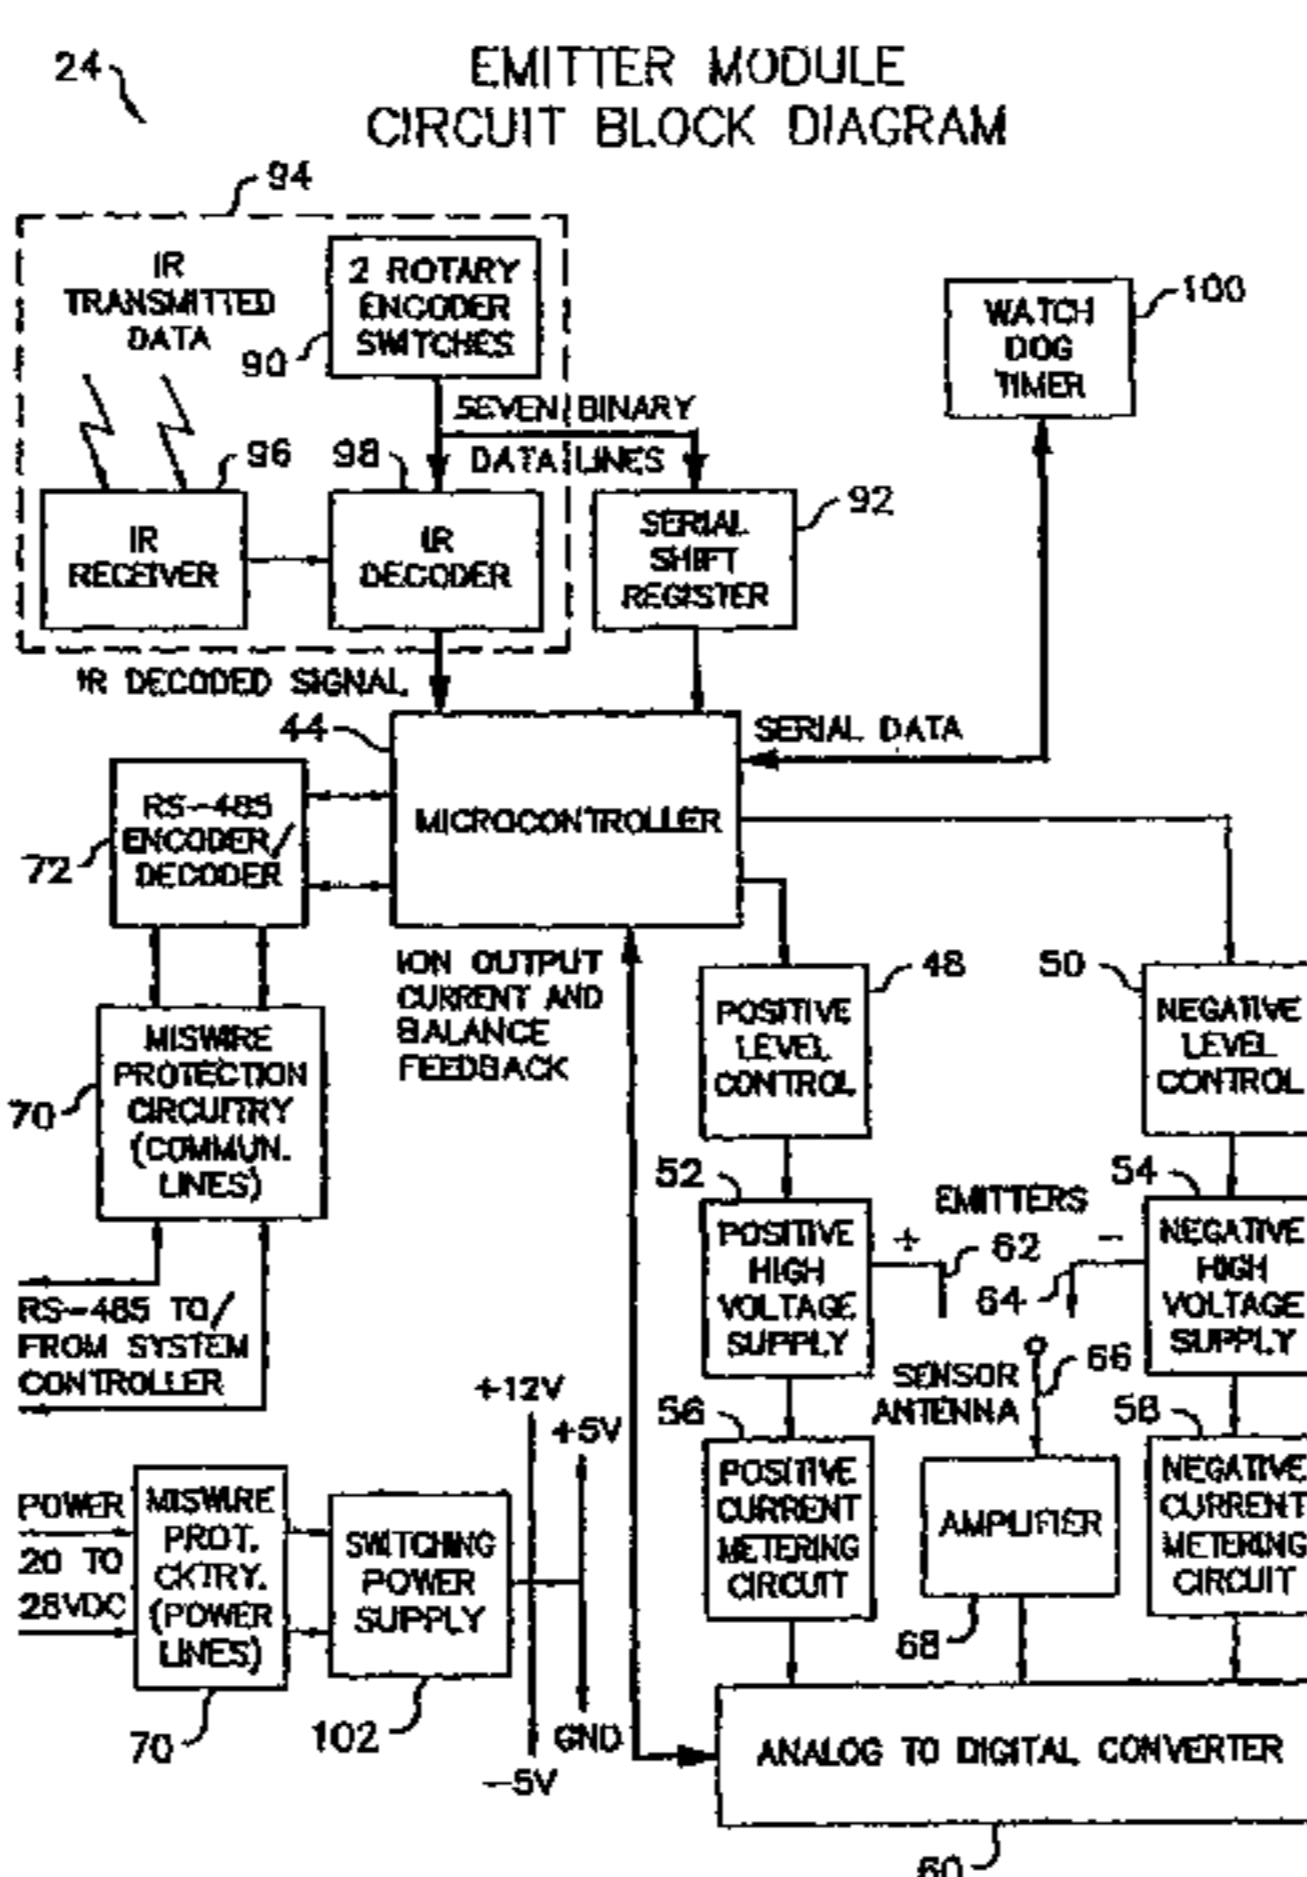 24
EMITTER MODULE
CIRCUIT BLOCK DIAGRAM
94
IR
TRANSMITTED
DATA
2 ROTARY
ENCODER
SWITCHES
90
WATCH
DOG
TIMER
100
SEVEN BINARY
DATA LINES
96
98
IR
RECEIVER
IR
DECODER
SERIAL
SHIFT
REGISTER
92
IR DECODED SIGNAL
44
SERIAL DATA
MICROCONTROLLER
RS-485
ENCODER/
DECODER
72
ION OUTPUT
CURRENT AND
BALANCE
FEEDBACK
POSITIVE
LEVEL
CONTROL
48
50
NEGATIVE
LEVEL
CONTROL
MISWIRE
PROTECTION
CIRCUITRY
(COMMUN.
LINES)
70
52
EMITTERS
54
POSITIVE
HIGH
VOLTAGE
SUPPLY
+
62
64
-
NEGATIVE
HIGH
VOLTAGE
SUPPLY
RS-485 TO/
FROM SYSTEM
CONTROLLER
SENSOR
ANTENNA
66
56
58
POSITIVE
CURRENT
METERING
CIRCUIT
AMPLIFIER
68
NEGATIVE
CURRENT
METERING
CIRCUIT
+12V
+5V
POWER
20 TO
28VDC
MISWIRE
PROT.
CKTRY.
(POWER
LINES)
70
SWITCHING
POWER
SUPPLY
102
GND
-5V
ANALOG TO DIGITAL CONVERTER
60